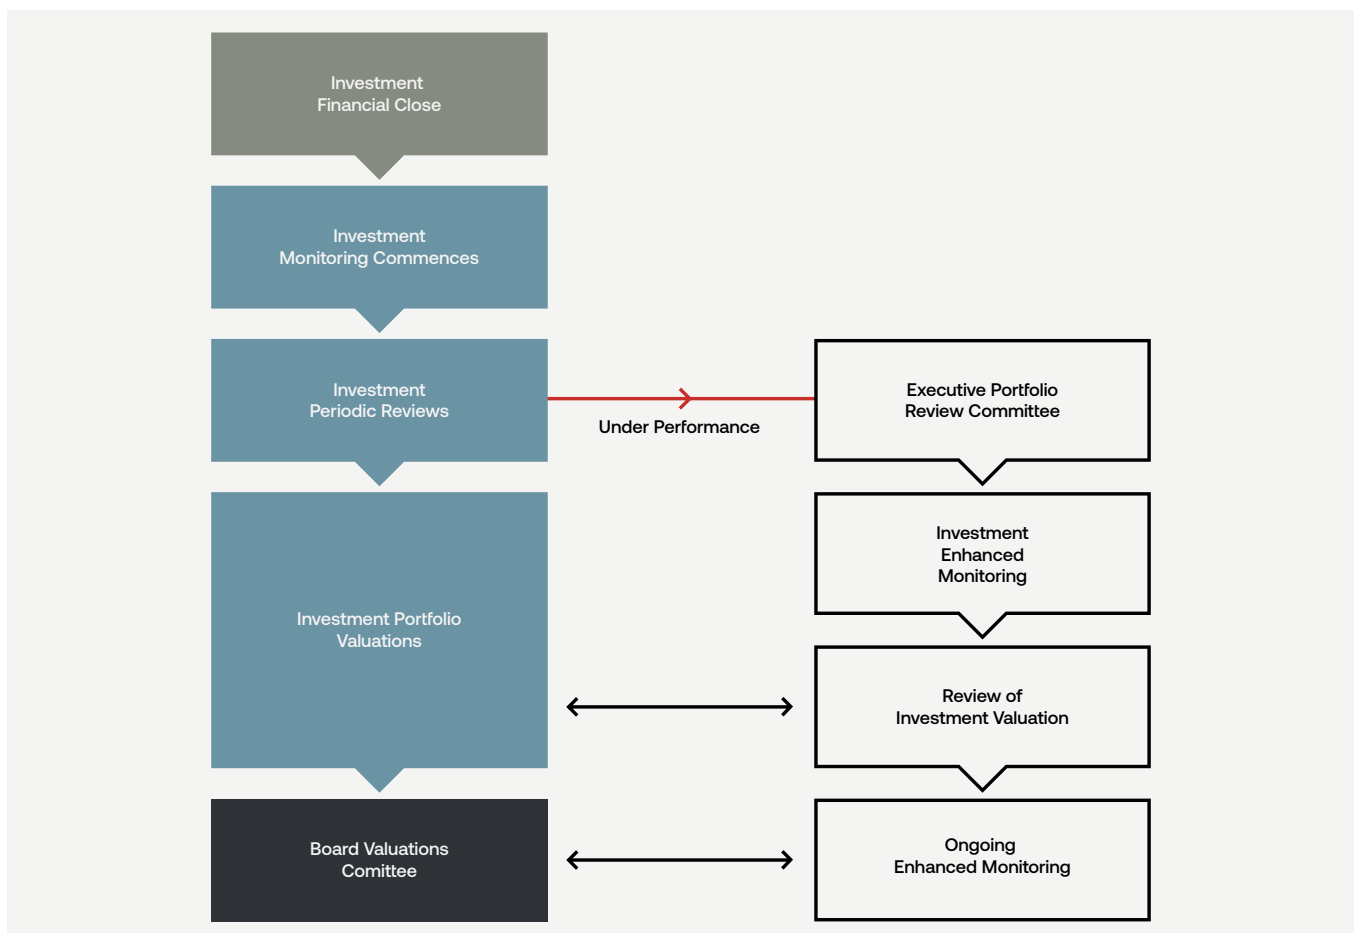 Investment
Financial Close
Investment
Monitoring Commences
Investment
Periodic Reviews
Under Performance
Executive Portfolio
Review Committee
Investment
Enhanced
Monitoring
Investment Portfolio
Valuations
Review of
Investment Valuation
Board Valuations
Comittee
Ongoing
Enhanced Monitoring